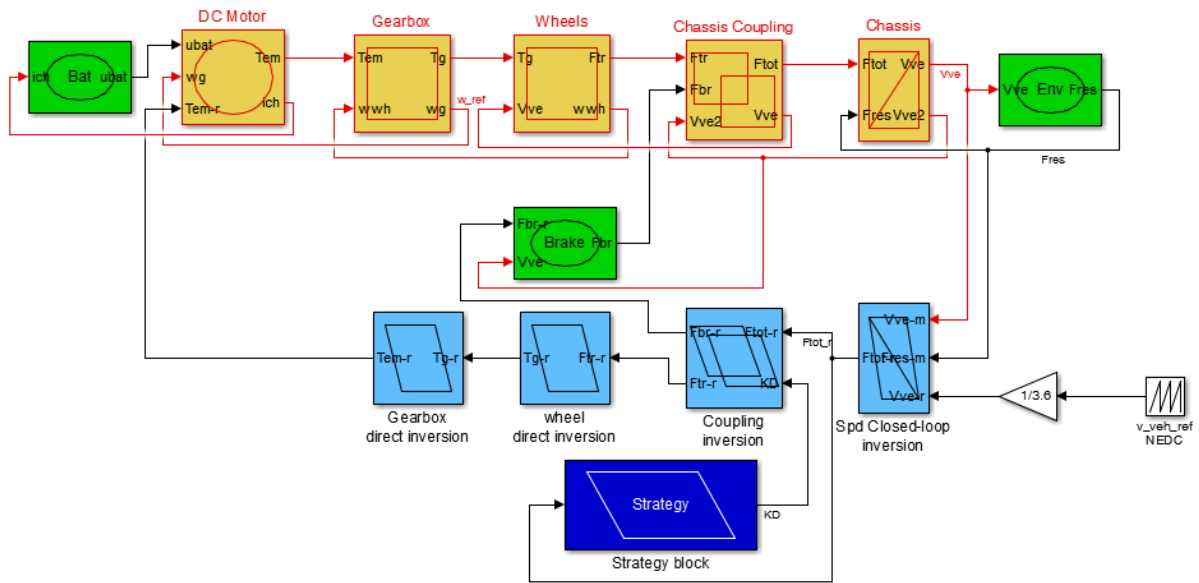 DC Motor
Gearbox
Wheels
Chassis Coupling
Chassis
ich
Bat
ubat
ubat
wg
Tem-r
Tem
ich
Tem
wwh
Tg
wg
w_ref
Tg
Vve
Ftr
wwh
Ftr
Fbr
Vve2
Ftot
Vve
Ftot
Fres
Vve
Vve2
Vve
Vve
Env
Fres
Fres
Fbr-r
Vve
Brake
Fbr
Tem-r
Tg-r
Gearbox
direct inversion
Tg-r
Ftr-r
wheel
direct inversion
Fbr-r
Ftr-r
Ftot-r
KD
Coupling
inversion
Ftot_r
Vve-m
Ftot-r
Fres-m
Vve-r
Spd Closed-loop
inversion
1/3.6
v_veh_ref
NEDC
Strategy
KD
Strategy block